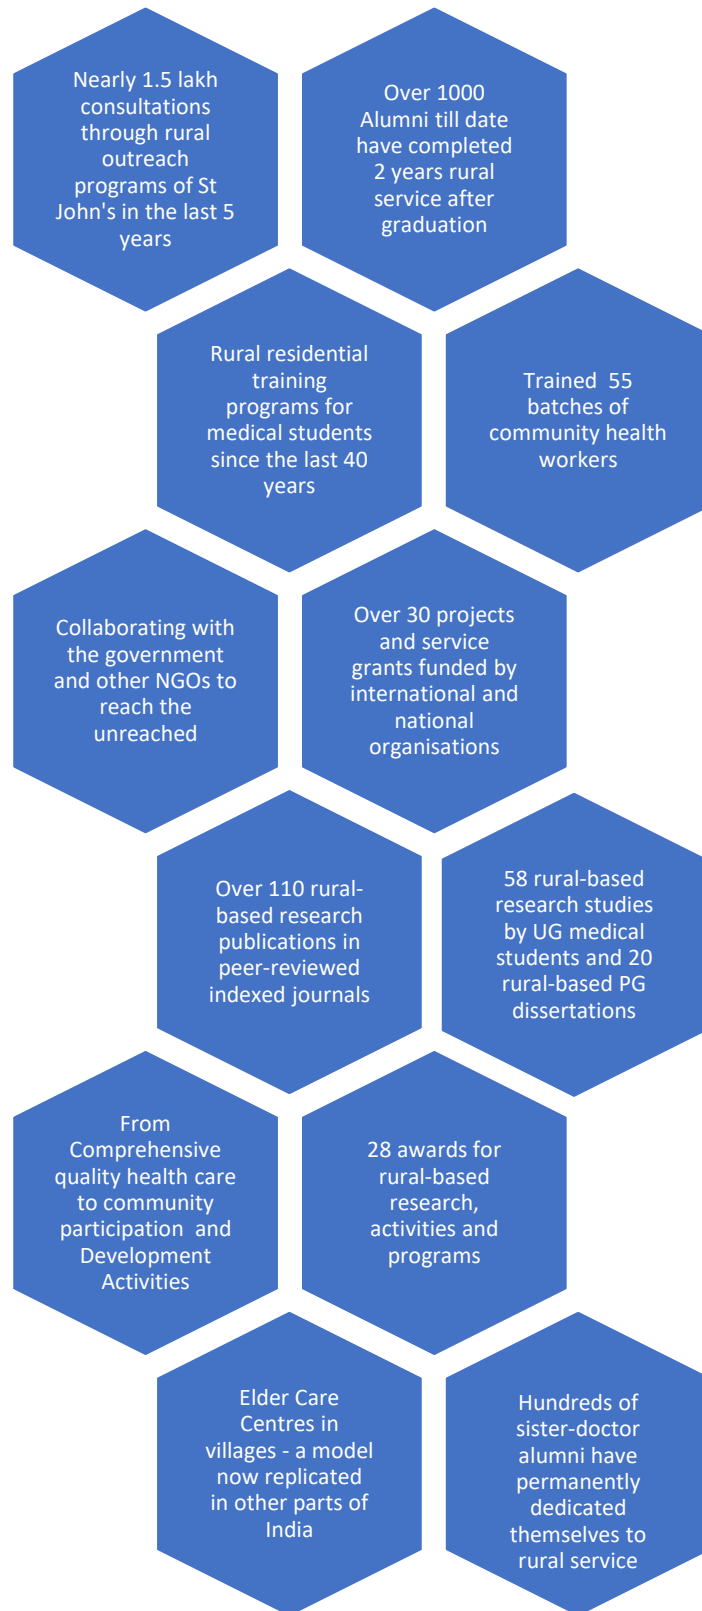 Nearly 1.5 lakh
consultations
through rural
outreach
programs of St
John's in the last 5
years
Over 1000
Alumni till date
have completed
2 years rural
service after
graduation
Rural residential
training
programs for
medical students
since the last 40
years
Trained  55
batches of
community health
workers
Collaborating with
the government
and other NGOs to
reach the
unreached
Over 30 projects
and service
grants funded by
international and
national
organisations
Over 110 rural-
based research
publications in
peer-reviewed
indexed journals
58 rural-based
research studies
by UG medical
students and 20
rural-based PG
dissertations
From
Comprehensive
quality health care
to community
participation  and
Development
Activities
28 awards for
rural-based
research,
activities and
programs
Elder Care
Centres in
villages - a model
now replicated
in other parts of
India
Hundreds of
sister-doctor
alumni have
permanently
dedicated
themselves to
rural service